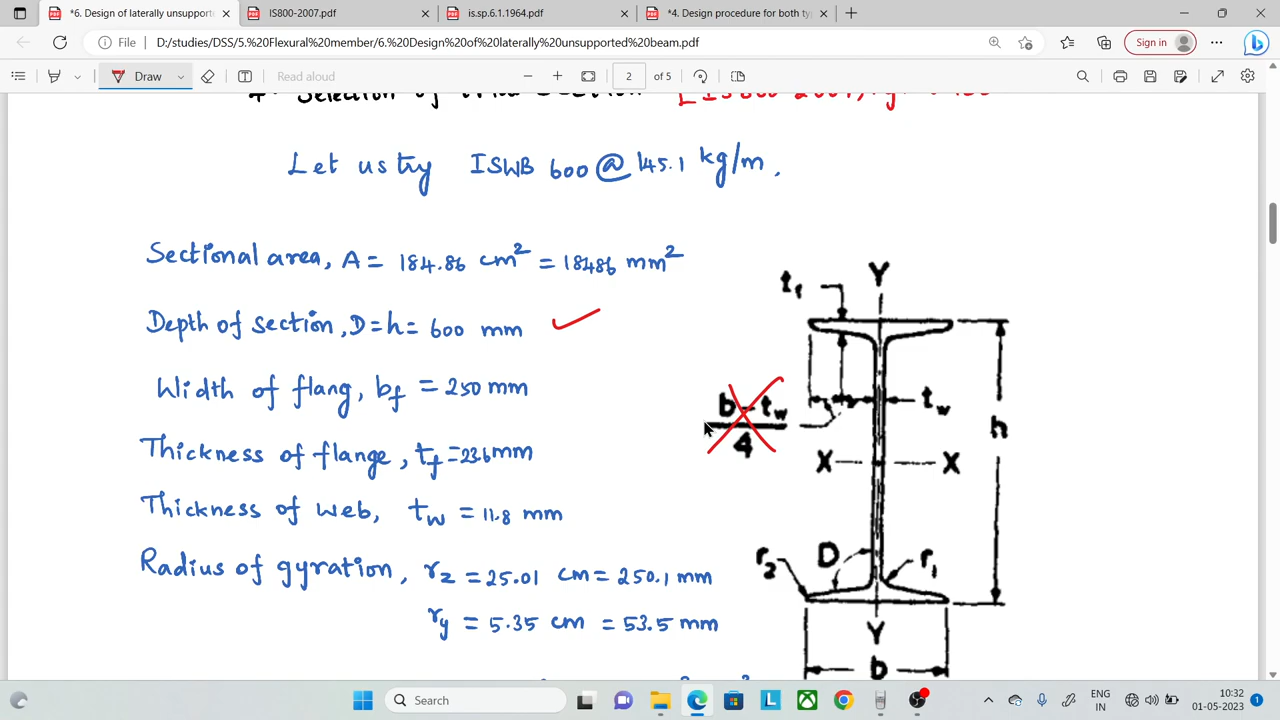 *6. Design of laterally unsupport
IS800-2007.pdf
is.sp.6.1.1964.pdf
*4. Design procedure for both ty
File
D:/studies/DSS/5.%20Flexural%20member/6.%20Design%20of%20laterally%20unsupported%20beam.pdf
Sign in
Draw
Read aloud
2 of 5
Selection of
Let us try ISWB 600 @ 145.1 kg/m.
Sectional area, A = 184.86 cm² = 18486 mm²
Depth of section, D = h = 600 mm
Width of flang, bf = 250 mm
Thickness of flange, tf = 23.6 mm
Thickness of web, tw = 11.8 mm
Radius of gyration, rz = 25.01 cm = 250.1 mm
ry = 5.35 cm = 53.5 mm
Y
tf
b - tw
4
tw
h
X X
D
r2
r1
Y
b
Search
ENG
IN
10:32
01-05-2023
1